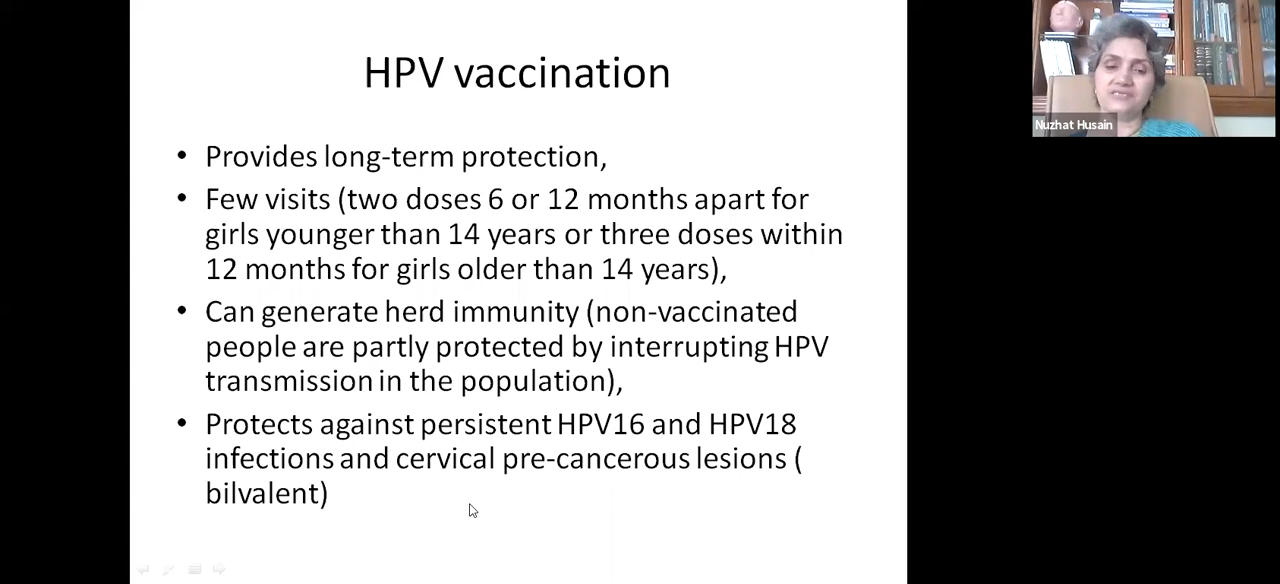 HPV vaccination
• Provides long-term protection,
• Few visits (two doses 6 or 12 months apart for
girls younger than 14 years or three doses within
12 months for girls older than 14 years),
• Can generate herd immunity (non-vaccinated
people are partly protected by interrupting HPV
transmission in the population),
• Protects against persistent HPV16 and HPV18
infections and cervical pre-cancerous lesions (
bilvalent)
Nuzhat Husain